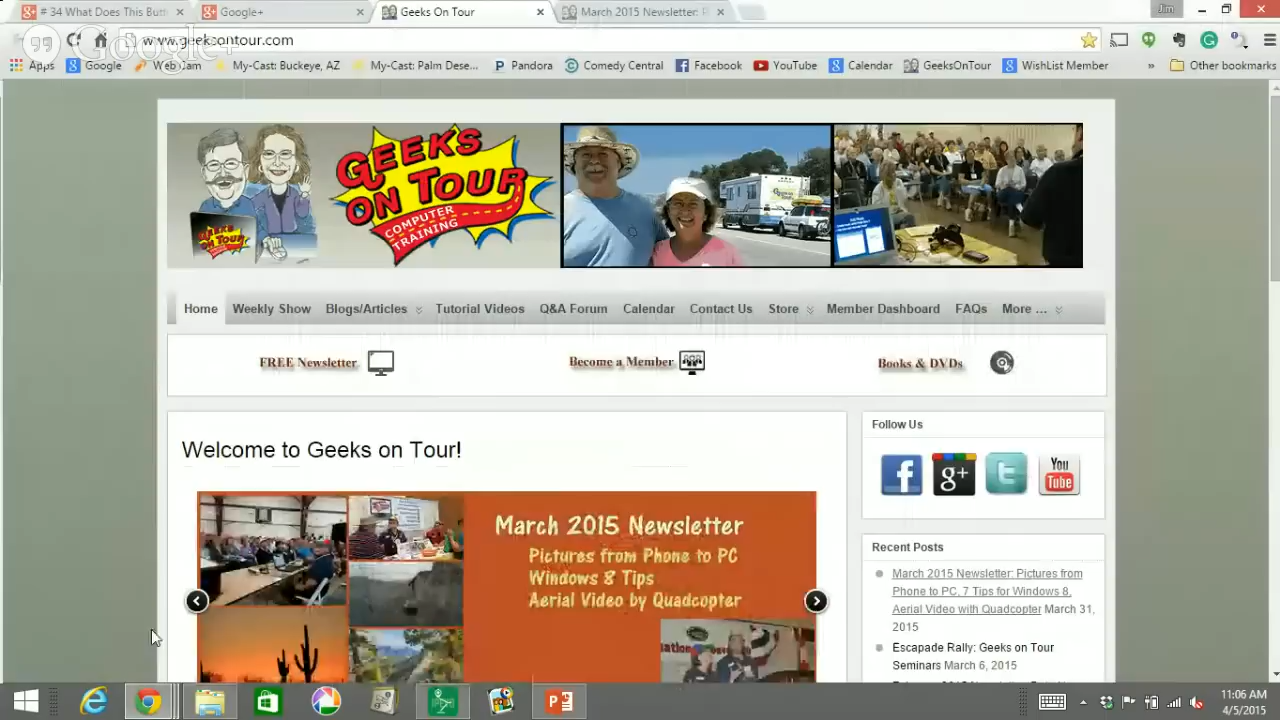 # 34 What Does This Butt
Google+
Geeks On Tour
March 2015 Newsletter: P
Jim
www.geeksontour.com
Google+
Apps
Google
WebCam
My-Cast: Buckeye, AZ
My-Cast: Palm Dese...
Pandora
Comedy Central
Facebook
YouTube
Calendar
GeeksOnTour
WishList Member
»
Other bookmarks
GEEKS
ON TOUR
COMPUTER
TRAINING
Home
Weekly Show
Blogs/Articles
Tutorial Videos
Q&A Forum
Calendar
Contact Us
Store
Member Dashboard
FAQs
More ...
FREE Newsletter
Become a Member
Books & DVDs
Welcome to Geeks on Tour!
March 2015 Newsletter
Pictures from Phone to PC
Windows 8 Tips
Aerial Video by Quadcopter
Follow Us
You
Tube
Recent Posts
March 2015 Newsletter: Pictures from
Phone to PC, 7 Tips for Windows 8,
Aerial Video with Quadcopter March 31,
2015
Escapade Rally: Geeks on Tour
Seminars March 6, 2015
11:06 AM
4/5/2015